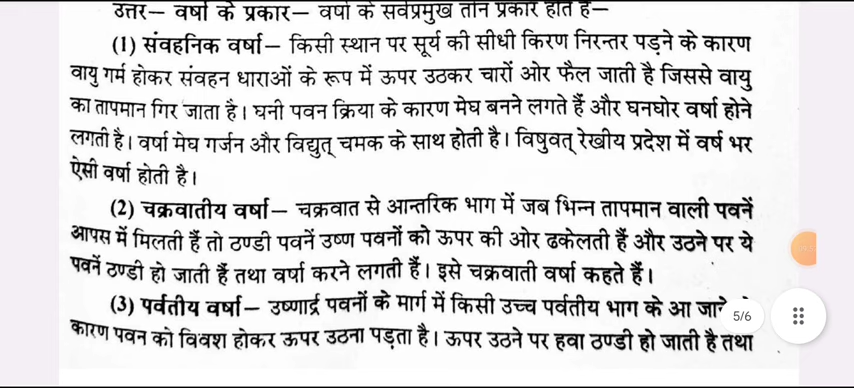 उत्तर— वर्षा के प्रकार— वर्षा के सर्वप्रमुख तीन प्रकार होते हैं—
(1) संवहनिक वर्षा— किसी स्थान पर सूर्य की सीधी किरण निरन्तर पड़ने के कारण
वायु गर्म होकर संवहन धाराओं के रूप में ऊपर उठकर चारों ओर फैल जाती है जिससे वायु
का तापमान गिर जाता है। घनी पवन क्रिया के कारण मेघ बनने लगते हैं और घनघोर वर्षा होने
लगती है। वर्षा मेघ गर्जन और विद्युत् चमक के साथ होती है। विषुवत् रेखीय प्रदेश में वर्ष भर
ऐसी वर्षा होती है।
(2) चक्रवातीय वर्षा— चक्रवात से आन्तरिक भाग में जब भिन्न तापमान वाली पवनें
आपस में मिलती हैं तो ठण्डी पवनें उष्ण पवनों को ऊपर की ओर ढकेलती हैं और उठने पर ये
पवनें ठण्डी हो जाती हैं तथा वर्षा करने लगती हैं। इसे चक्रवाती वर्षा कहते हैं।
(3) पर्वतीय वर्षा— उष्णार्द्र पवनों के मार्ग में किसी उच्च पर्वतीय भाग के आ
कारण पवन को विवश होकर ऊपर उठना पड़ता है। ऊपर उठने पर हवा ठण्डी हो जाती है तथा
5/6